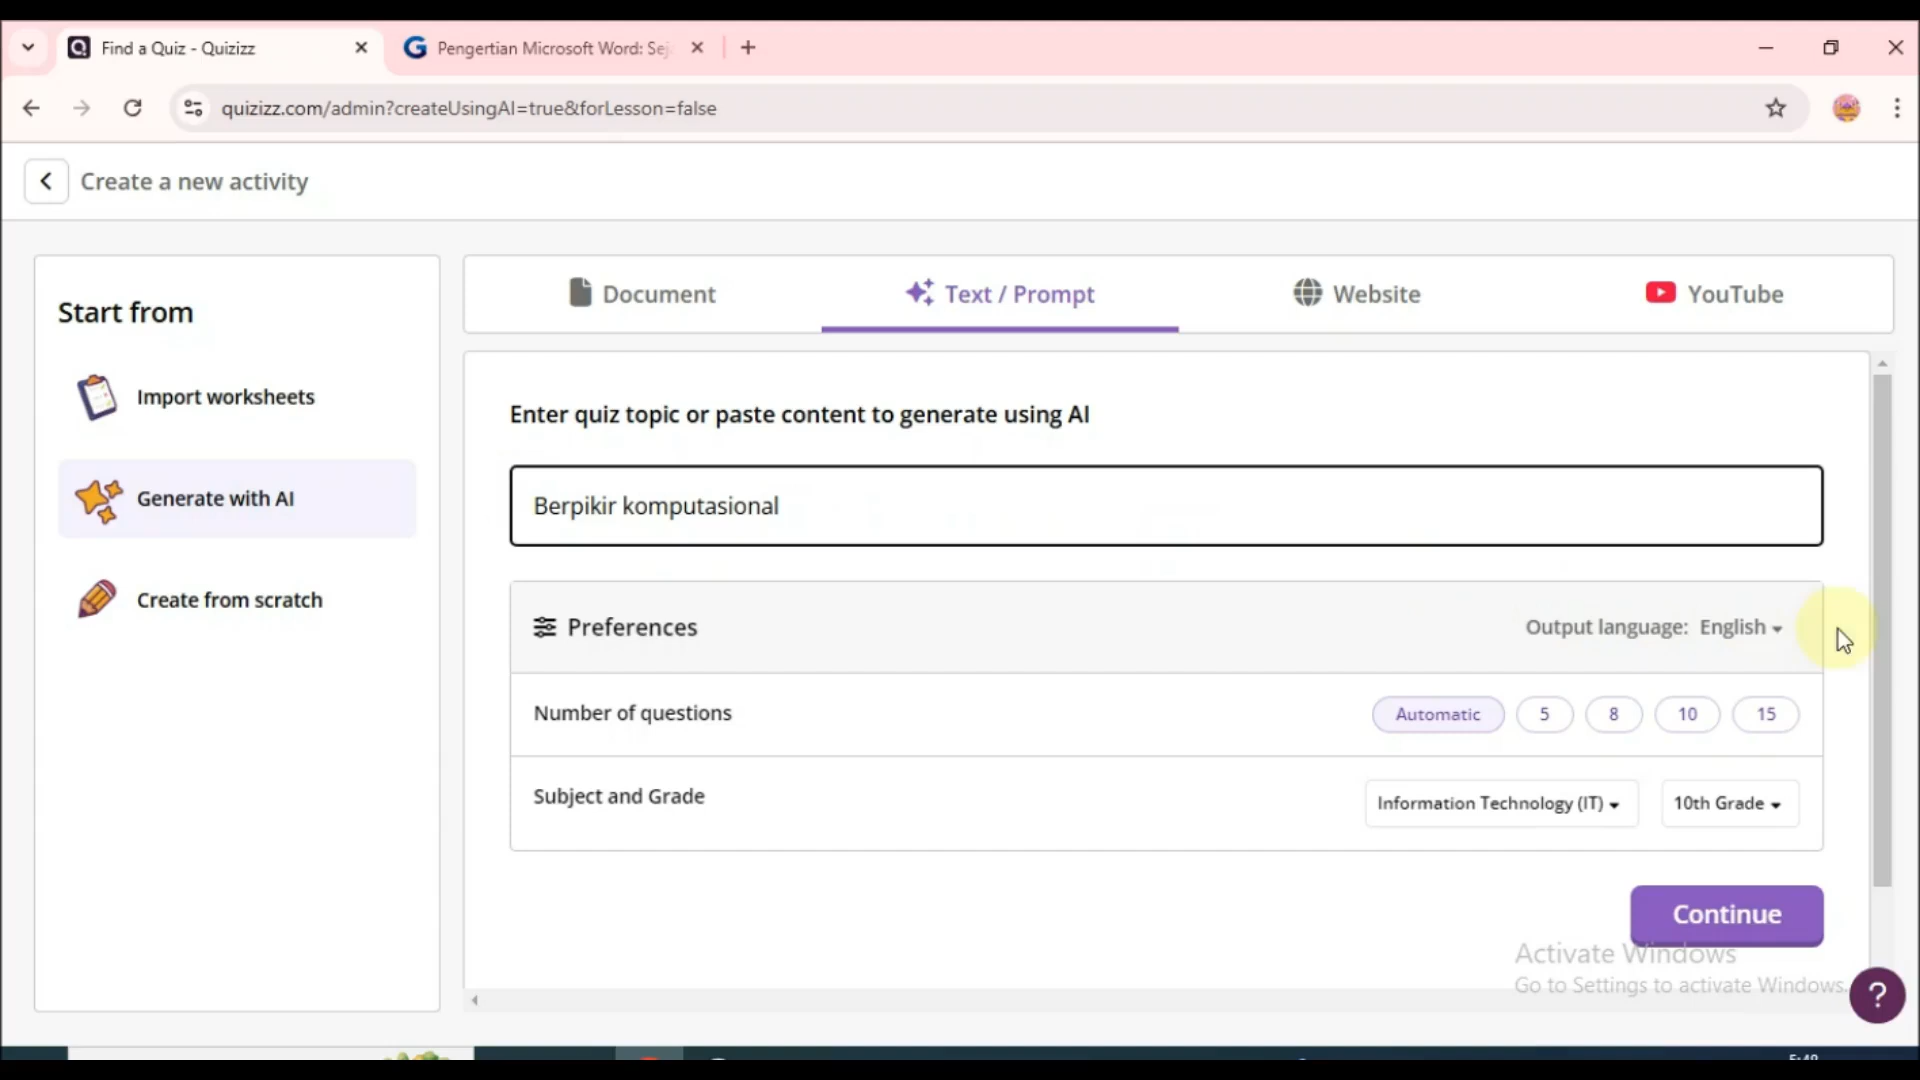 Find a Quiz - Quizizz
Pengertian Microsoft Word: Sej
quizizz.com/admin?createUsingAI=true&forLesson=false
Create a new activity
Start from
Import worksheets
Generate with AI
Create from scratch
Document
Text / Prompt
Website
YouTube
Enter quiz topic or paste content to generate using AI
Berpikir komputasional
Preferences
Output language: English
Number of questions
Automatic
5
8
10
15
Subject and Grade
Information Technology (IT)
10th Grade
Continue
Activate Windows
Go to Settings to activate Windows.
?